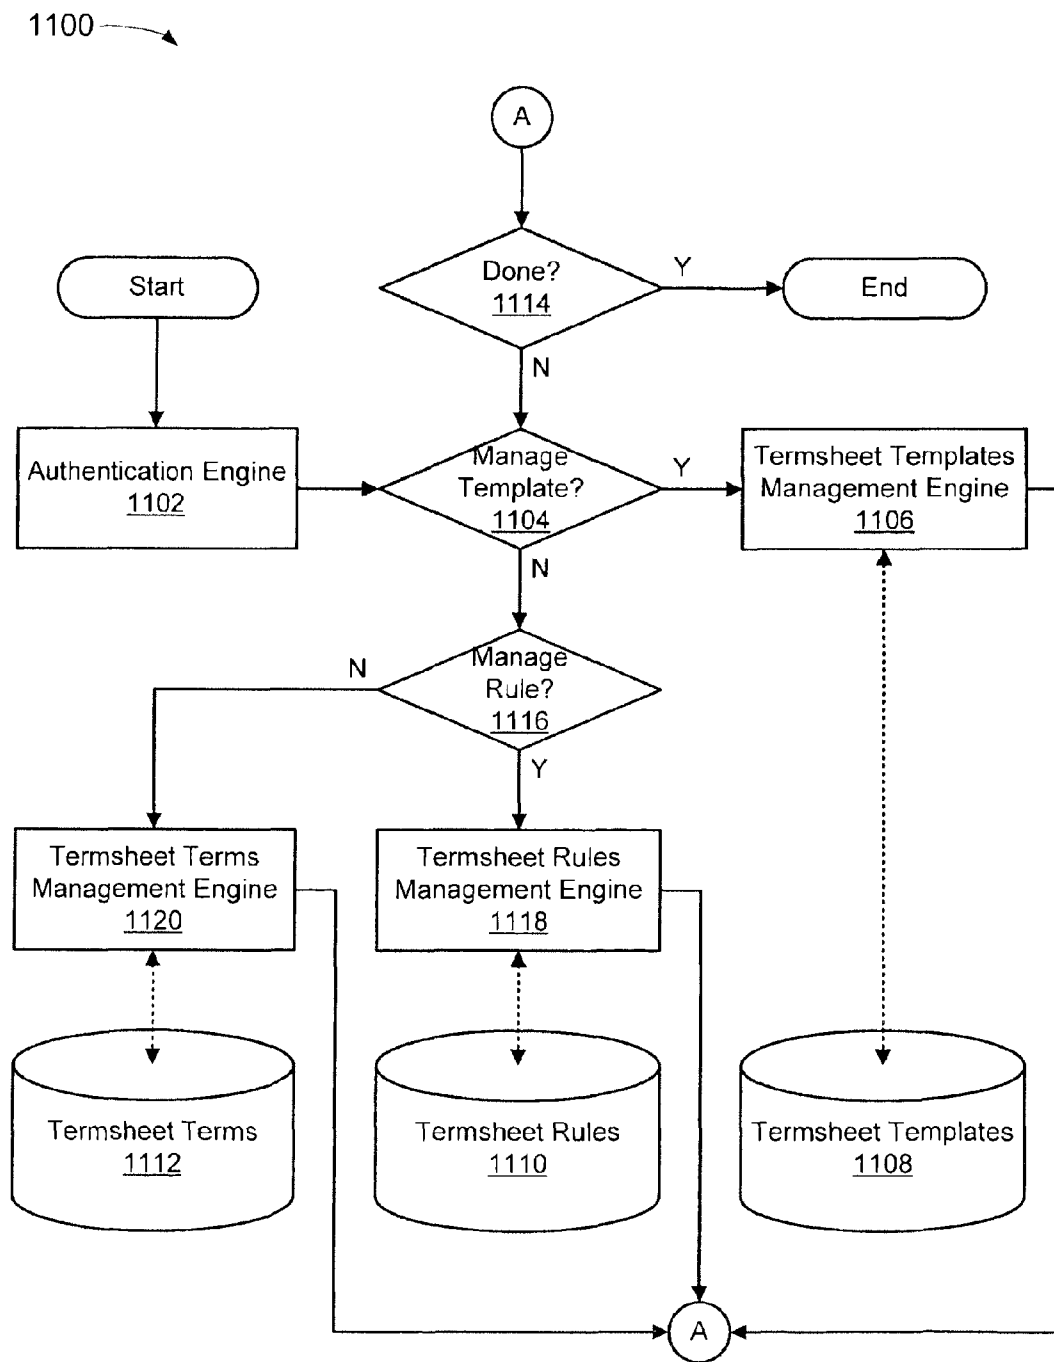 1100
A
Done?
1114
Y
End
Start
N
Authentication Engine
1102
Manage
Template?
1104
Y
Termsheet Templates
Management Engine
1106
N
N
Manage
Rule?
1116
Y
Termsheet Terms
Management Engine
1120
Termsheet Rules
Management Engine
1118
Termsheet Terms
1112
Termsheet Rules
1110
Termsheet Templates
1108
A